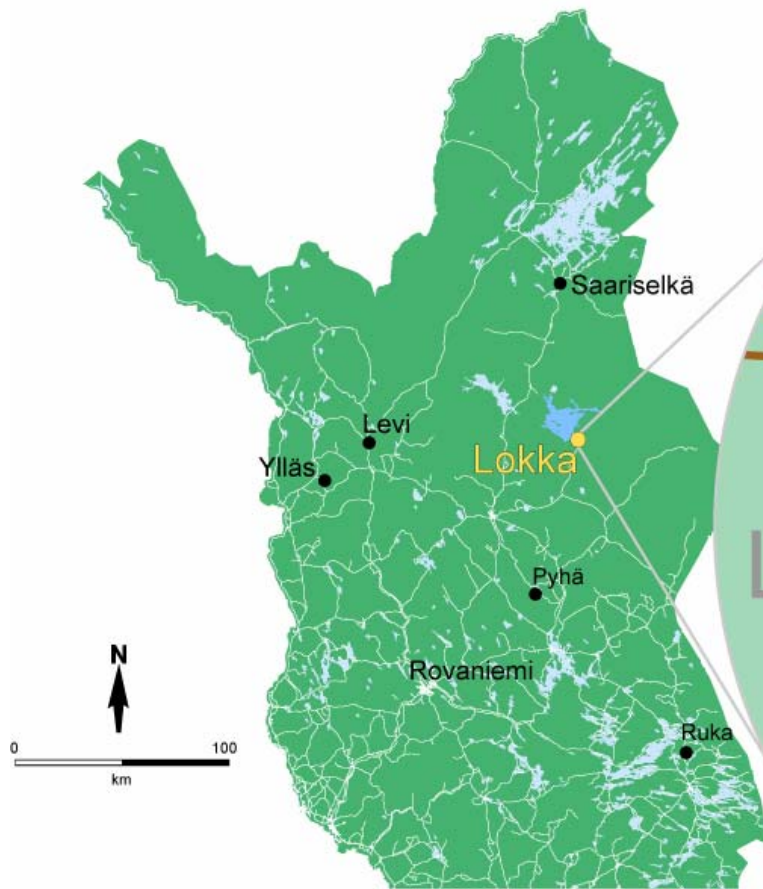 Saariselkä
Levi
Lokka
Ylläs
Pyhä
N
Rovaniemi
Ruka
0 100
km